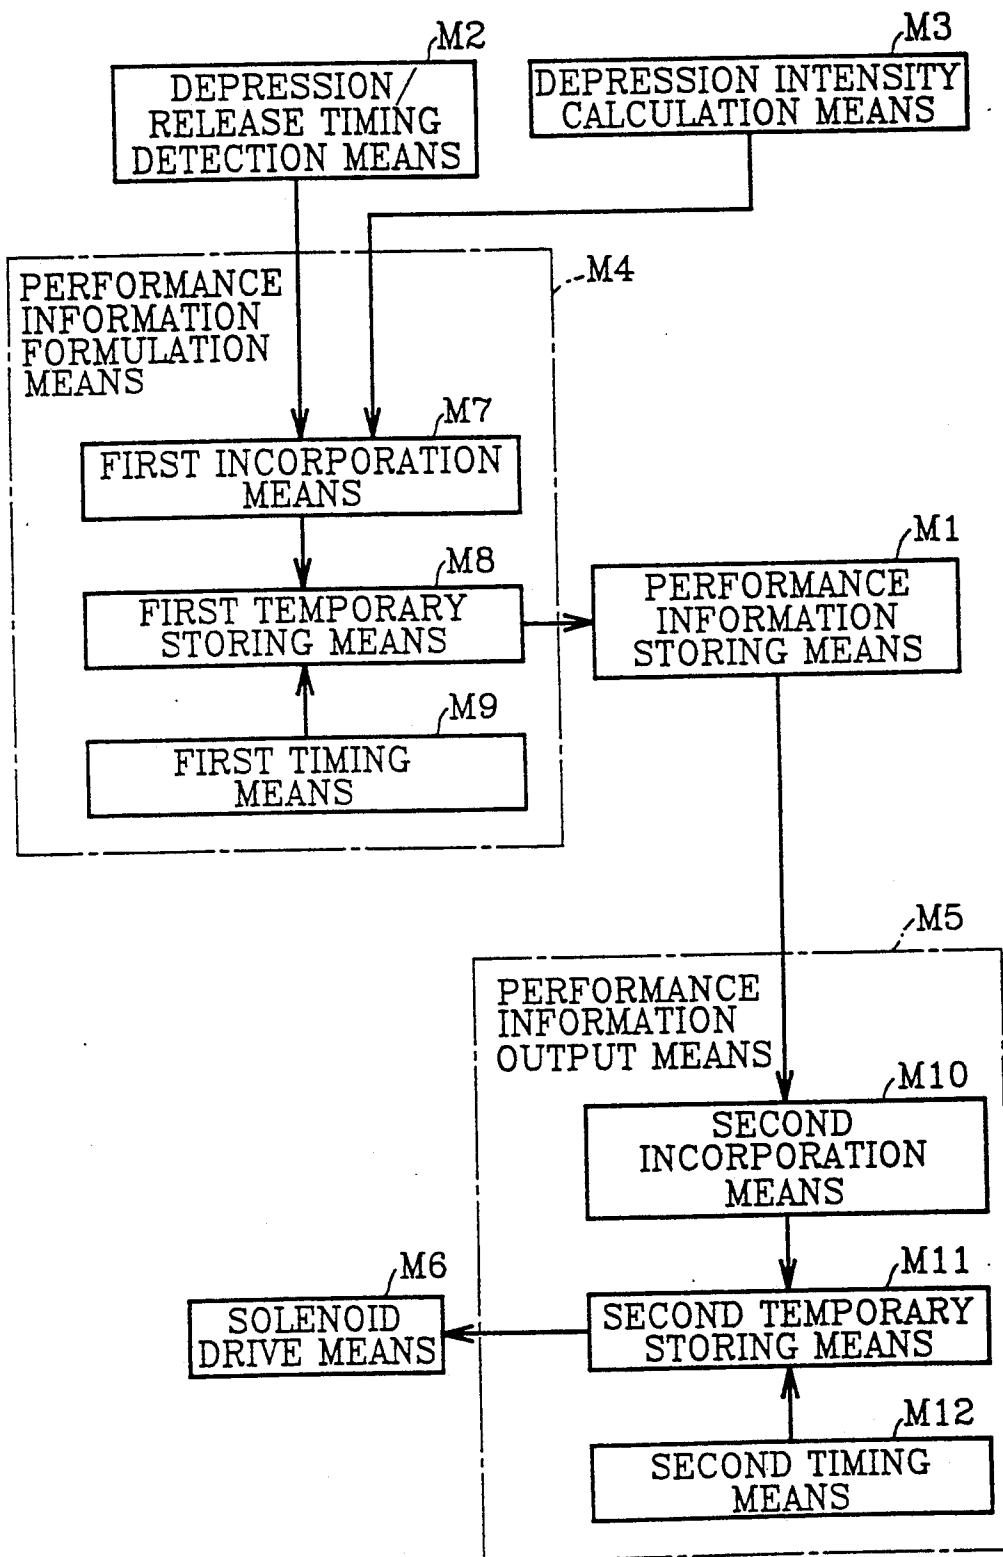 M2
DEPRESSION/
RELEASE TIMING
DETECTION MEANS
M3
DEPRESSION INTENSITY
CALCULATION MEANS
M4
PERFORMANCE
INFORMATION
FORMULATION
MEANS
M7
FIRST INCORPORATION
MEANS
M8
FIRST TEMPORARY
STORING MEANS
M9
FIRST TIMING
MEANS
M1
PERFORMANCE
INFORMATION
STORING MEANS
M5
PERFORMANCE
INFORMATION
OUTPUT MEANS
M10
SECOND
INCORPORATION
MEANS
M11
SECOND TEMPORARY
STORING MEANS
M12
SECOND TIMING
MEANS
M6
SOLENOID
DRIVE MEANS